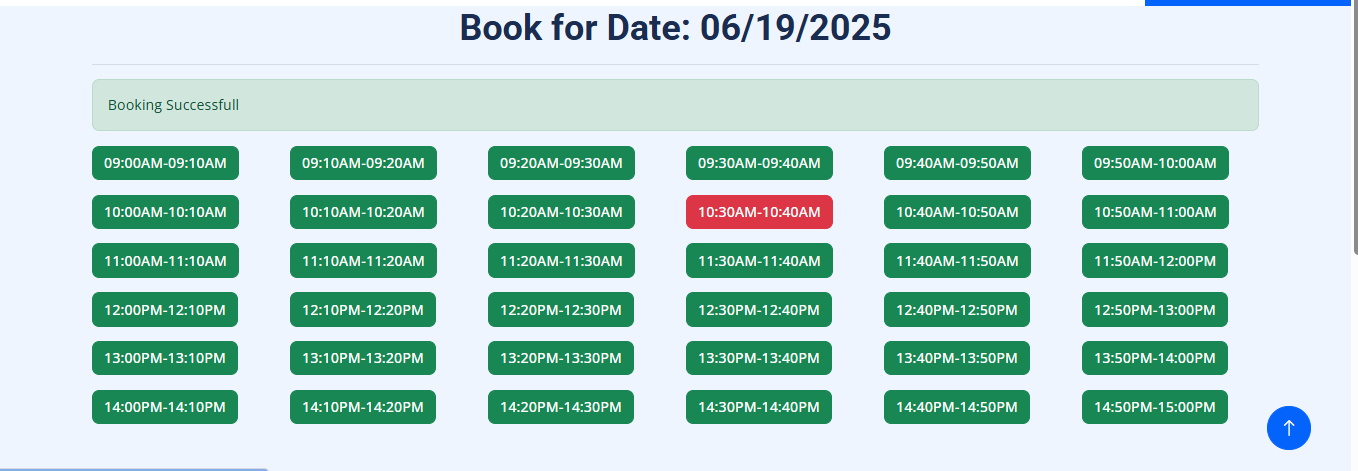 Book for Date: 06/19/2025
Booking Successfull
09:00AM-09:10AM 09:10AM-09:20AM 09:20AM-09:30AM 09:30AM-09:40AM 09:40AM-09:50AM 09:50AM-10:00AM
10:00AM-10:10AM 10:10AM-10:20AM 10:20AM-10:30AM 10:30AM-10:40AM 10:40AM-10:50AM 10:50AM-11:00AM
11:00AM-11:10AM 11:10AM-11:20AM 11:20AM-11:30AM 11:30AM-11:40AM 11:40AM-11:50AM 11:50AM-12:00PM
12:00PM-12:10PM 12:10PM-12:20PM 12:20PM-12:30PM 12:30PM-12:40PM 12:40PM-12:50PM 12:50PM-13:00PM
13:00PM-13:10PM 13:10PM-13:20PM 13:20PM-13:30PM 13:30PM-13:40PM 13:40PM-13:50PM 13:50PM-14:00PM
14:00PM-14:10PM 14:10PM-14:20PM 14:20PM-14:30PM 14:30PM-14:40PM 14:40PM-14:50PM 14:50PM-15:00PM